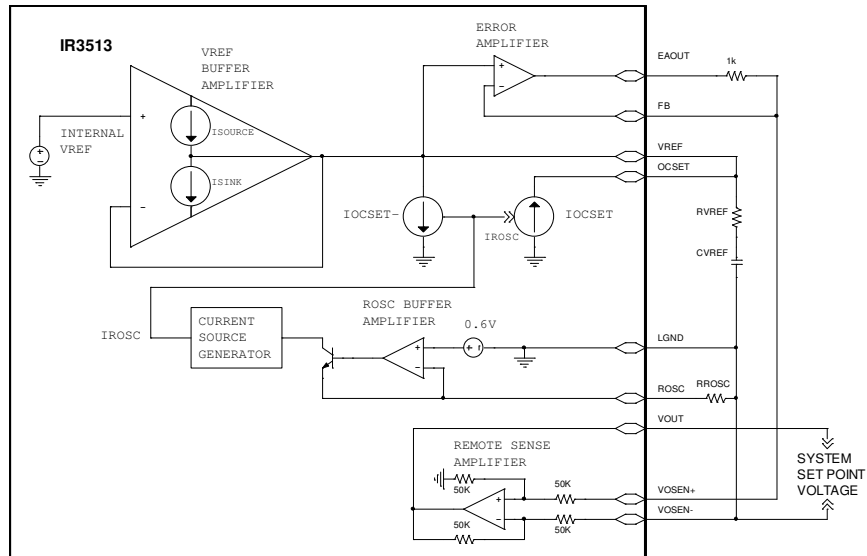 IR3513
VREF
BUFFER
AMPLIFIER
ERROR
AMPLIFIER
EAOUT
1k
+
-
FB
INTERNAL
VREF
+
-
+
-
ISOURCE
ISINK
VREF
OCSET
IOCSET-
IROSC
IOCSET
RVREF
CVREF
ROSC BUFFER
AMPLIFIER
0.6V
+ -
IROSC
CURRENT
SOURCE
GENERATOR
+
-
LGND
ROSC
RROSC
VOUT
REMOTE SENSE
AMPLIFIER
SYSTEM
SET POINT
VOLTAGE
50K
50K
+
-
VOSEN+
50K
50K
VOSEN-